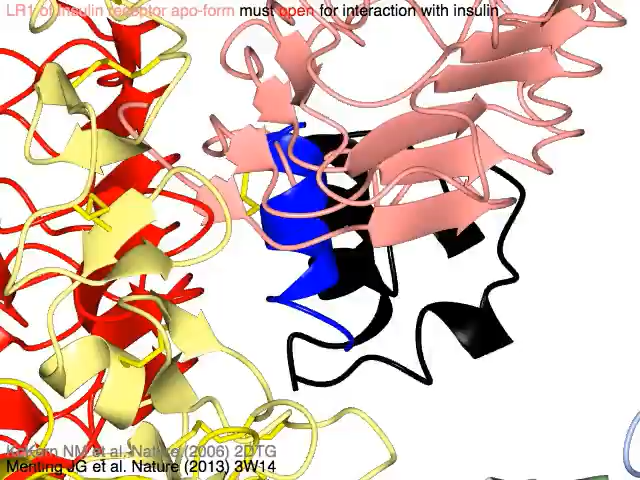 LR1 of insulin receptor apo-form must open for interaction with insulin
NM et al. Nature (2006) 2DTG
Menting JG et al. Nature (2013) 3W14